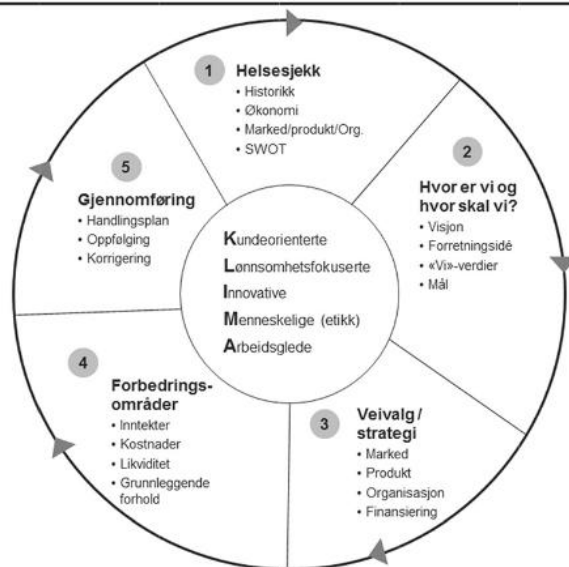 1
Helsesjekk
• Historikk
• Økonomi
• Marked/produkt/Org.
• SWOT
2
Hvor er vi og
hvor skal vi?
• Visjon
• Forretningsidé
• «Vi»-verdier
• Mål
3
Veivalg/
strategi
• Marked
• Produkt
• Organisasjon
• Finansiering
4
Forbedrings-
områder
• Inntekter
• Kostnader
• Likviditet
• Grunnleggende
forhold
5
Gjennomføring
• Handlingsplan
• Oppfølging
• Korrigering
Kundeorienterte
Lønnsomhetsfokuserte
Innovative
Menneskelige (etikk)
Arbeidsglede